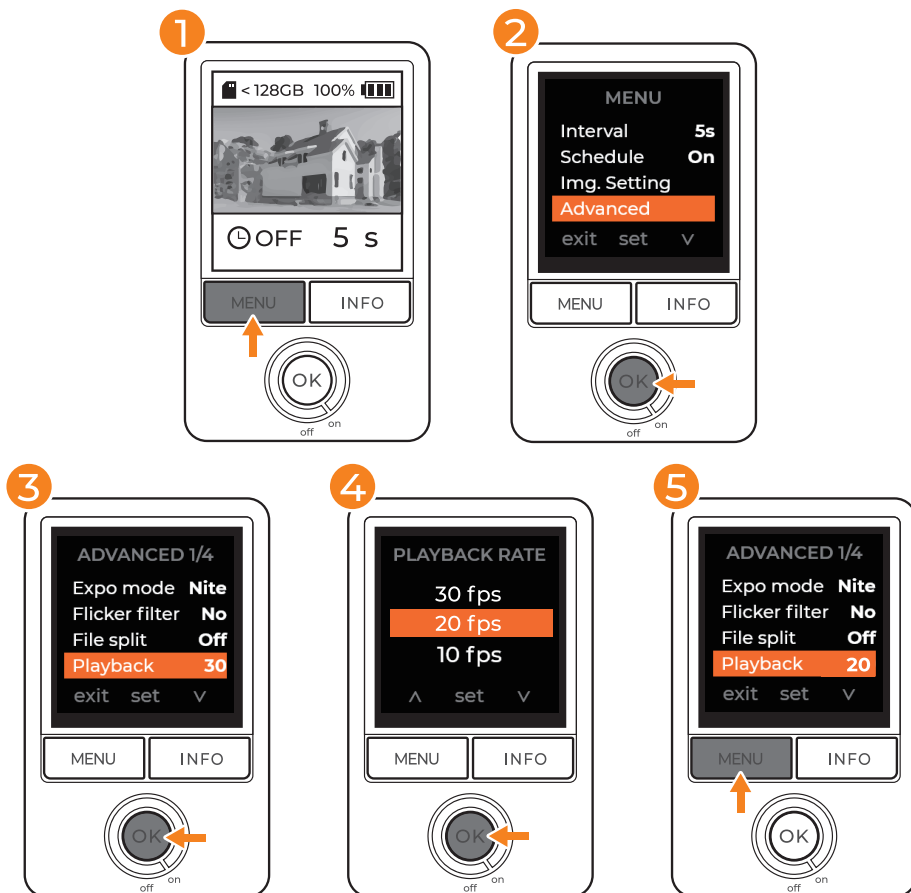 1
< 128GB 100%
OFF 5 s
MENU INFO
OK
off on
2
MENU
Interval 5s
Schedule On
Img. Setting
Advanced
exit set ∨
MENU INFO
OK
off on
3
ADVANCED 1/4
Expo mode Nite
Flicker filter No
File split Off
Playback 30
exit set ∨
MENU INFO
OK
off on
4
PLAYBACK RATE
30 fps
20 fps
10 fps
∧ set ∨
MENU INFO
OK
off on
5
ADVANCED 1/4
Expo mode Nite
Flicker filter No
File split Off
Playback 20
exit set ∨
MENU INFO
OK
off on